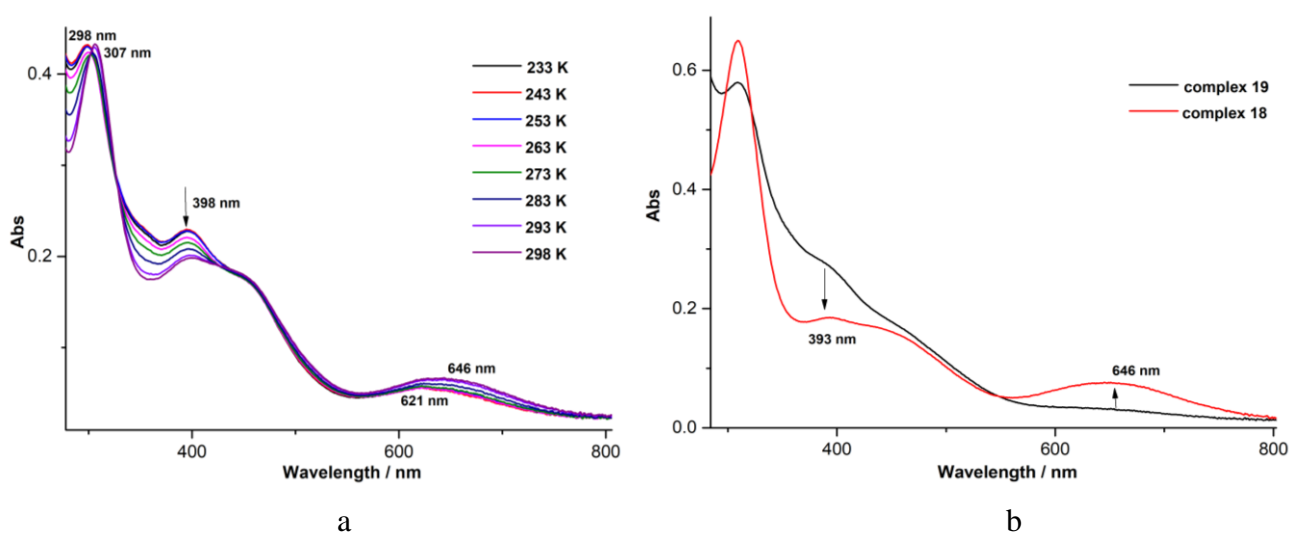 298 nm
307 nm
0.4
0.2
Abs
398 nm
646 nm
621 nm
233 K
243 K
253 K
263 K
273 K
283 K
293 K
298 K
400
600
800
Wavelength / nm
a
0.6
0.4
0.2
0.0
Abs
complex 19
complex 18
393 nm
646 nm
400
600
800
Wavelength / nm
b